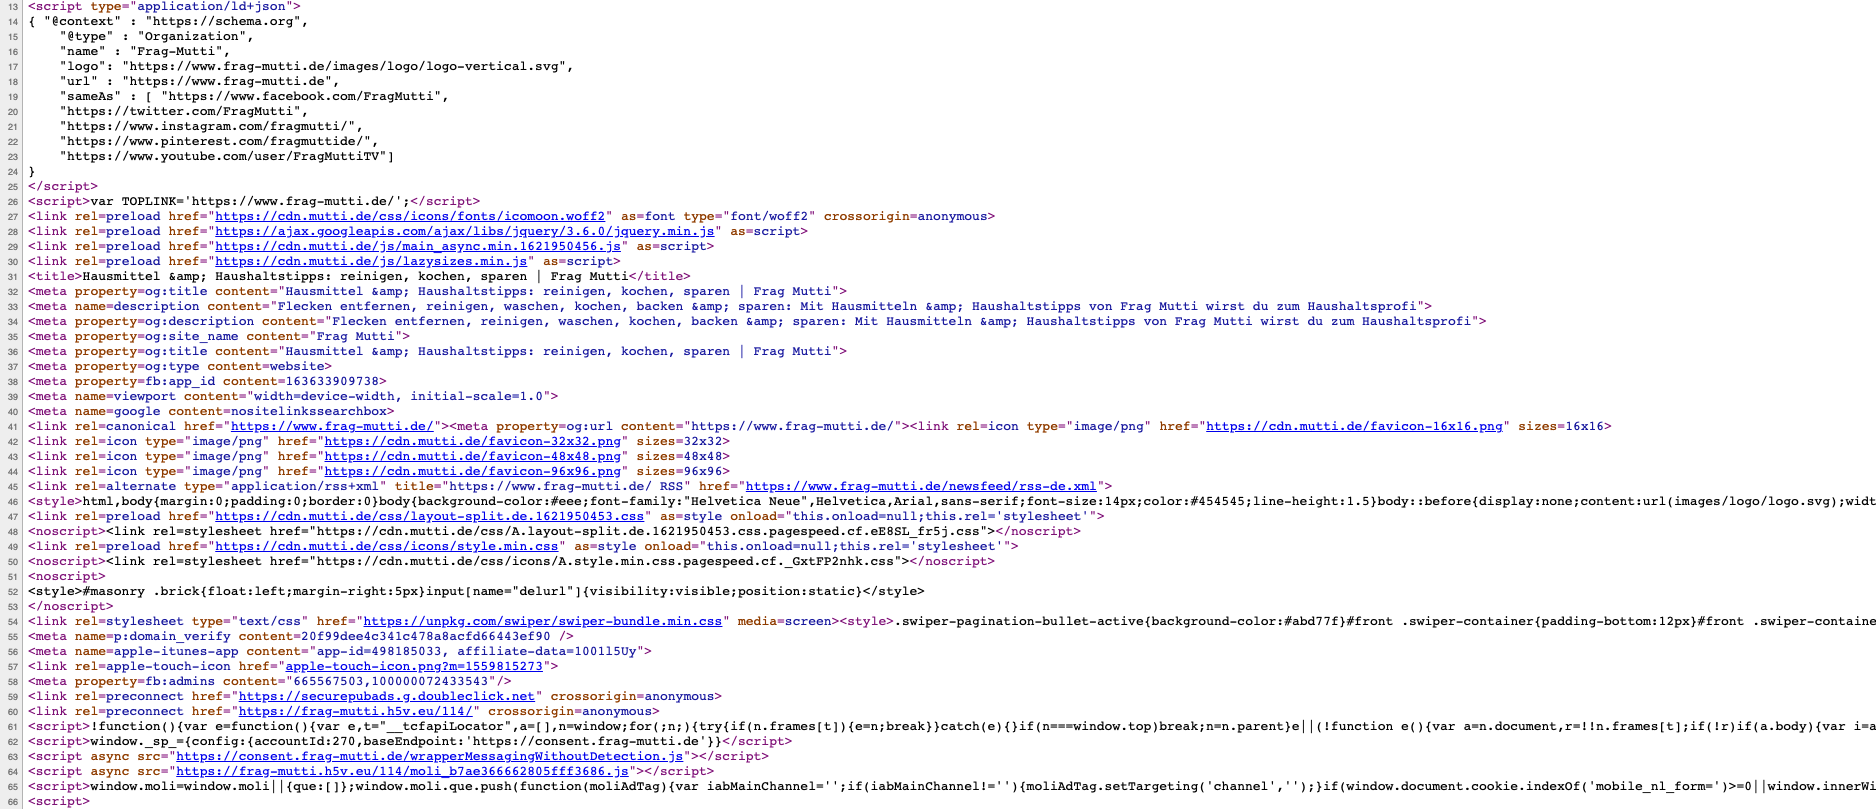 13 <script type="application/ld+json">
14 { "@context" : "https://schema.org",
15 "@type" : "Organization",
16 "name" : "Frag-Mutti",
17 "logo": "https://www.frag-mutti.de/images/logo/logo-vertical.svg",
18 "url" : "https://www.frag-mutti.de",
19 "sameAs" : [ "https://www.facebook.com/FragMutti",
20 "https://twitter.com/FragMutti",
21 "https://www.instagram.com/fragmutti/",
22 "https://www.pinterest.com/fragmuttide/",
23 "https://www.youtube.com/user/FragMuttiTV"]
24 }
25 </script>
26 <script>var TOPLINK='https://www.frag-mutti.de/';</script>
27 <link rel=preload href="https://cdn.mutti.de/css/icons/fonts/icomoon.woff2" as=font type="font/woff2" crossorigin=anonymous>
28 <link rel=preload href="https://ajax.googleapis.com/ajax/libs/jquery/3.6.0/jquery.min.js" as=script>
29 <link rel=preload href="https://cdn.mutti.de/js/main_async.min.1621950456.js" as=script>
30 <link rel=preload href="https://cdn.mutti.de/js/lazysizes.min.js" as=script>
31 <title>Hausmittel &amp; Haushaltstipps: reinigen, kochen, sparen | Frag Mutti</title>
32 <meta property=og:title content="Hausmittel &amp; Haushaltstipps: reinigen, kochen, sparen | Frag Mutti">
33 <meta name=description content="Flecken entfernen, reinigen, waschen, kochen, backen &amp; sparen: Mit Hausmitteln &amp; Haushaltstipps von Frag Mutti wirst du zum Haushaltsprofi">
34 <meta property=og:description content="Flecken entfernen, reinigen, waschen, kochen, backen &amp; sparen: Mit Hausmitteln &amp; Haushaltstipps von Frag Mutti wirst du zum Haushaltsprofi">
35 <meta property=og:site_name content="Frag Mutti">
36 <meta property=og:title content="Hausmittel &amp; Haushaltstipps: reinigen, kochen, sparen | Frag Mutti">
37 <meta property=og:type content=website>
38 <meta property=fb:app_id content=163633909738>
39 <meta name=viewport content="width=device-width, initial-scale=1.0">
40 <meta name=google content=nositelinkssearchbox>
41 <link rel=canonical href="https://www.frag-mutti.de/"><meta property=og:url content="https://www.frag-mutti.de/"><link rel=icon type="image/png" href="https://cdn.mutti.de/favicon-16x16.png" sizes=16x16>
42 <link rel=icon type="image/png" href="https://cdn.mutti.de/favicon-32x32.png" sizes=32x32>
43 <link rel=icon type="image/png" href="https://cdn.mutti.de/favicon-48x48.png" sizes=48x48>
44 <link rel=icon type="image/png" href="https://cdn.mutti.de/favicon-96x96.png" sizes=96x96>
45 <link rel=alternate type="application/rss+xml" title="https://www.frag-mutti.de/ RSS" href="https://www.frag-mutti.de/newsfeed/rss-de.xml">
46 <style>html,body{margin:0;padding:0;border:0}body{background-color:#eee;font-family:"Helvetica Neue",Helvetica,Arial,sans-serif;font-size:14px;color:#454545;line-height:1.5}body::before{display:none;content:url(images/logo/logo.svg);widt
47 <link rel=preload href="https://cdn.mutti.de/css/layout-split.de.1621950453.css" as=style onload="this.onload=null;this.rel='stylesheet'">
48 <noscript><link rel=stylesheet href="https://cdn.mutti.de/css/A.layout-split.de.1621950453.css.pagespeed.cf.eE8SL_fr5j.css"></noscript>
49 <link rel=preload href="https://cdn.mutti.de/css/icons/style.min.css" as=style onload="this.onload=null;this.rel='stylesheet'">
50 <noscript><link rel=stylesheet href="https://cdn.mutti.de/css/icons/A.style.min.css.pagespeed.cf._GxtFP2nhk.css"></noscript>
51 <noscript>
52 <style>#masonry .brick{float:left;margin-right:5px}input[name="delurl"]{visibility:visible;position:static}</style>
53 </noscript>
54 <link rel=stylesheet type="text/css" href="https://unpkg.com/swiper/swiper-bundle.min.css" media=screen><style>.swiper-pagination-bullet-active{background-color:#abd77f}#front .swiper-container{padding-bottom:12px}#front .swiper-containe
55 <meta name=p:domain_verify content=20f99dee4c341c478a8acfd66443ef90 />
56 <meta name=apple-itunes-app content="app-id=498185033, affiliate-data=1001l5Uy">
57 <link rel=apple-touch-icon href="apple-touch-icon.png?m=1559815273">
58 <meta property=fb:admins content="665567503,100000072433543"/>
59 <link rel=preconnect href="https://securepubads.g.doubleclick.net" crossorigin=anonymous>
60 <link rel=preconnect href="https://frag-mutti.h5v.eu/114/" crossorigin=anonymous>
61 <script>!function(){var e=function(){var e,t="__tcfapiLocator",a=[],n=window;for(;n;){try{if(n.frames[t]){e=n;break}}catch(e){}if(n===window.top)break;n=n.parent}e||(!function e(){var a=n.document,r=!!n.frames[t];if(!r)if(a.body){var i=a
62 <script>window._sp_={config:{accountId:270,baseEndpoint:'https://consent.frag-mutti.de'}}</script>
63 <script async src="https://consent.frag-mutti.de/wrapperMessagingWithoutDetection.js"></script>
64 <script async src="https://frag-mutti.h5v.eu/114/moli_b7ae366662805fff3686.js"></script>
65 <script>window.moli=window.moli||{que:[]};window.moli.que.push(function(moliAdTag){var iabMainChannel='';if(iabMainChannel!=''){moliAdTag.setTargeting('channel','');}if(window.document.cookie.indexOf('mobile_nl_form=')>=0||window.innerWi
66 <script>